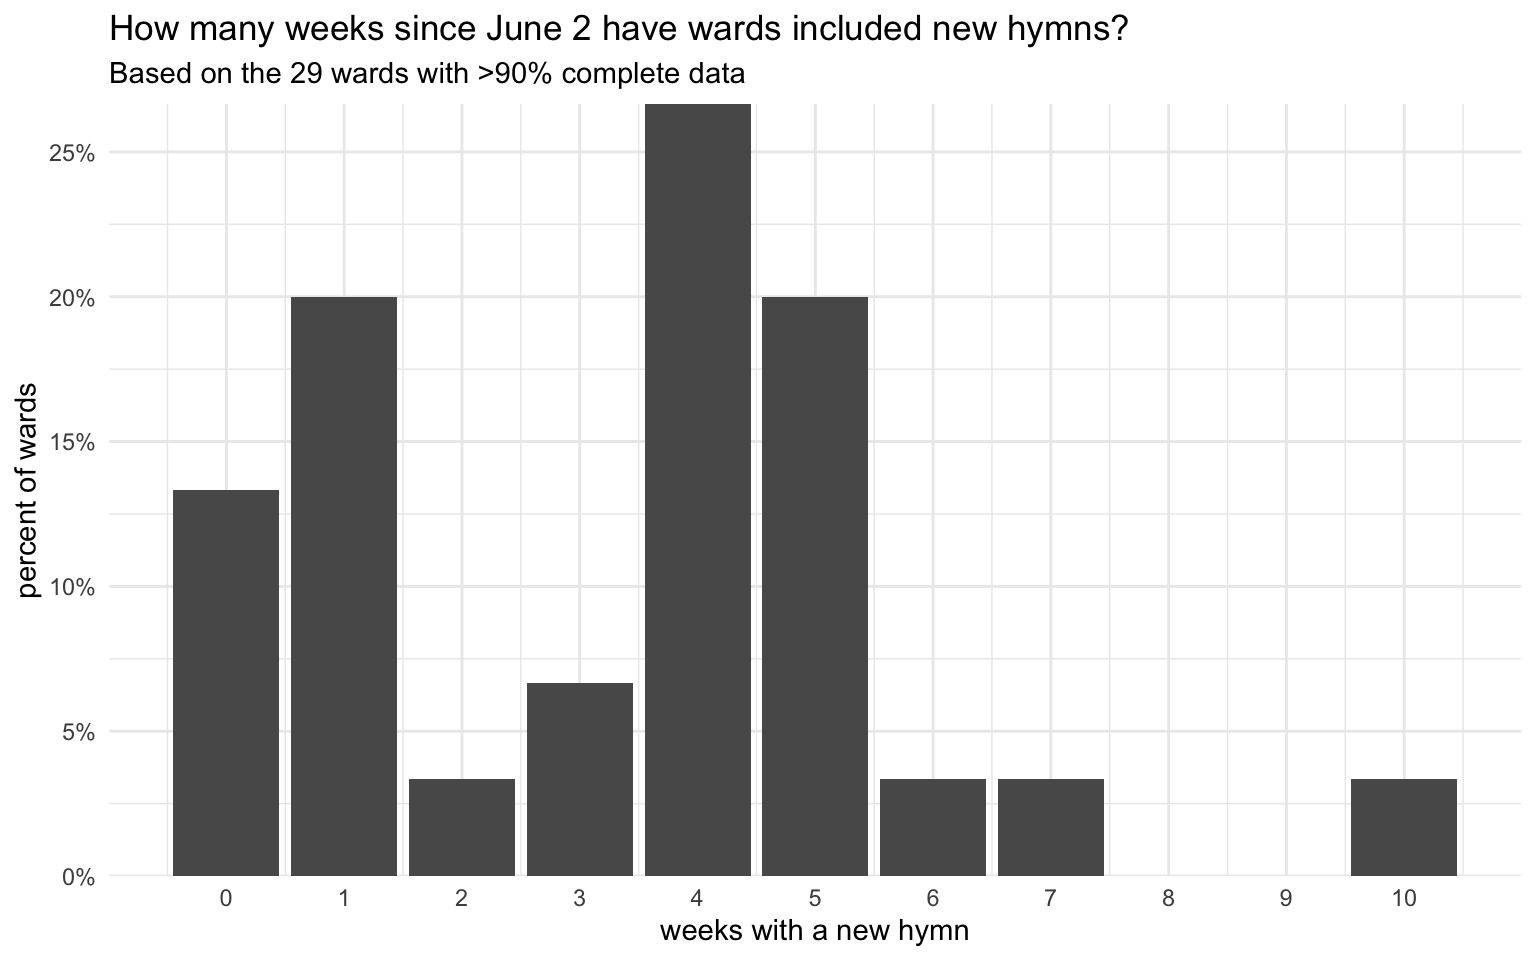 How many weeks since June 2 have wards included new hymns?
Based on the 29 wards with >90% complete data
percent of wards
25%
20%
15%
10%
5%
0%
0 1 2 3 4 5 6 7 8 9 10
weeks with a new hymn